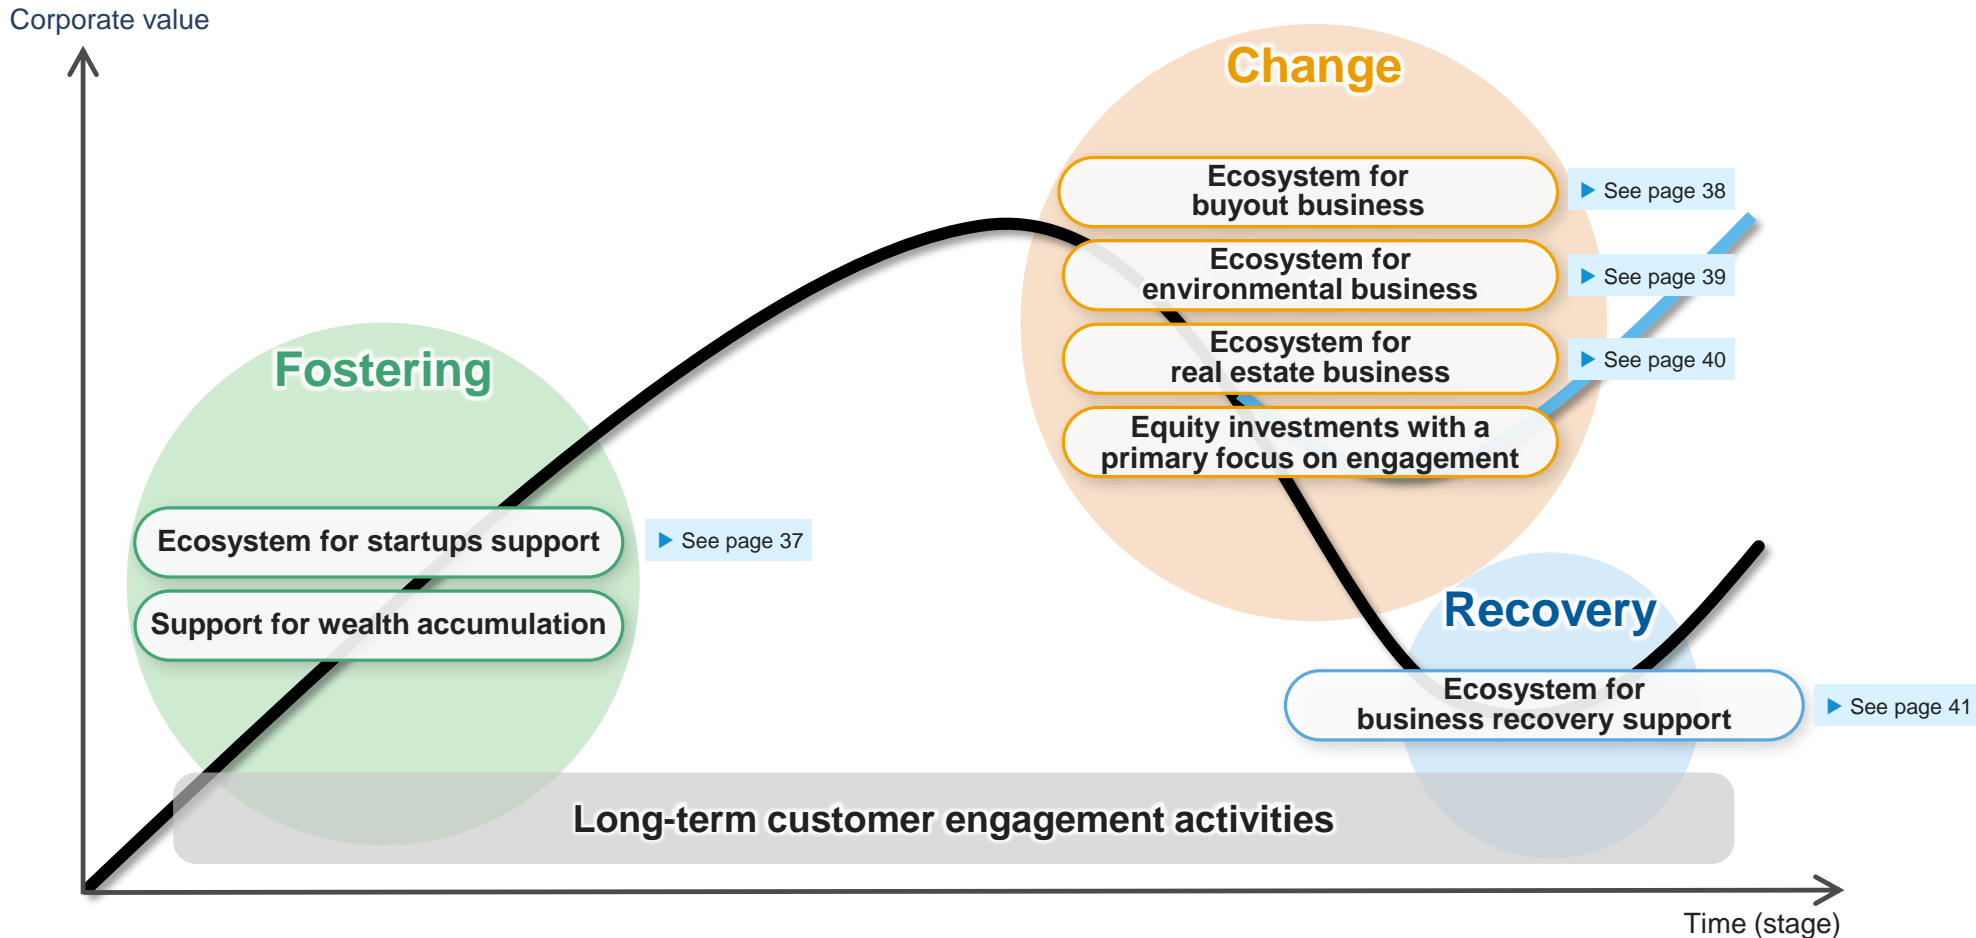 Corporate value
Change
Ecosystem for
buyout business
▶ See page 38
Ecosystem for
environmental business
▶ See page 39
Ecosystem for
real estate business
▶ See page 40
Equity investments with a
primary focus on engagement
Fostering
Ecosystem for startups support
▶ See page 37
Support for wealth accumulation
Recovery
Ecosystem for
business recovery support
▶ See page 41
Long-term customer engagement activities
Time (stage)